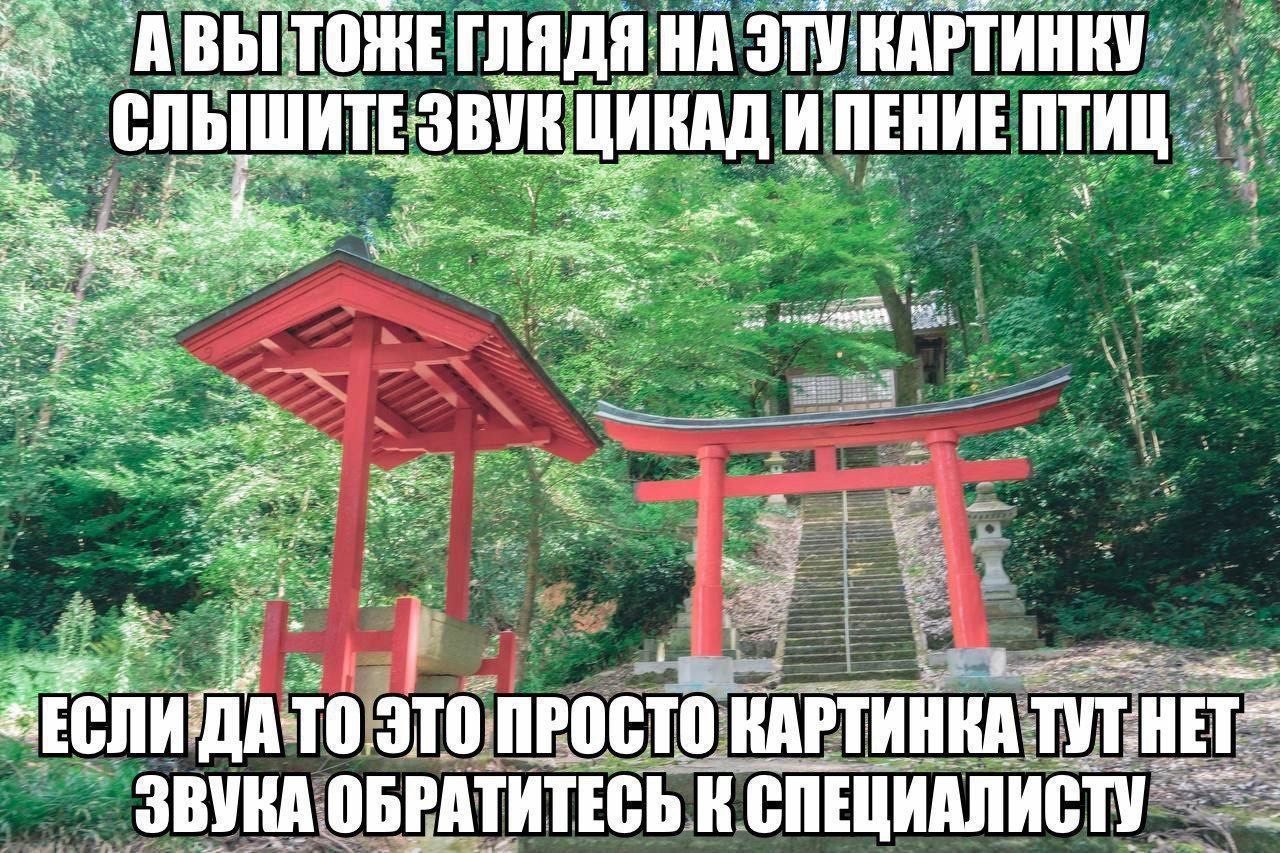 А ВЫ ТОЖЕ ГЛЯДЯ НА ЭТУ КАРТИНКУ
СЛЫШИТЕ ЗВУК ЦИКАД И ПЕНИЕ ПТИЦ
ЕСЛИ ДА ТО ЭТО ПРОСТО КАРТИНКА ТУТ НЕТ
ЗВУКА ОБРАТИТЕСЬ К СПЕЦИАЛИСТУ